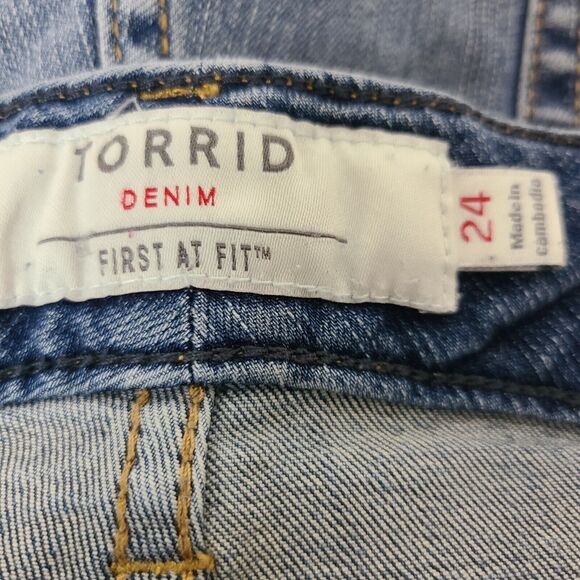 TORRID
DENIM
FIRST AT FIT™
24
Made in
cambodia